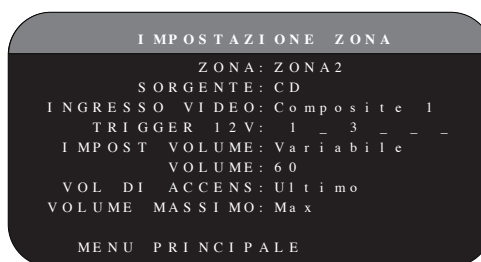 IMPOSTAZIONE ZONA
ZONA: ZONA2
SORGENTE: CD
INGRESSO VIDEO: Composite 1
TRIGGER 12V: 1 _ 3 _ _ _
IMPOST VOLUME: Variabile
VOLUME: 60
VOL DI ACCENS: Ultimo
VOLUME MASSIMO: Max
MENU PRINCIPALE